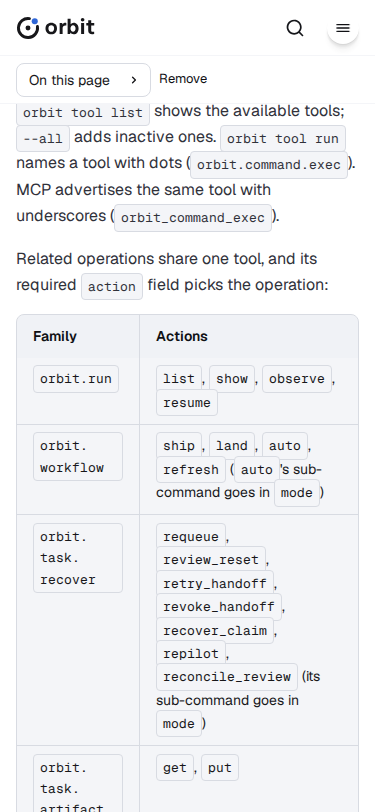 orbit
On this page
Remove
orbit tool list shows the available tools;
--all adds inactive ones. orbit tool run
names a tool with dots (orbit.command.exec).
MCP advertises the same tool with
underscores (orbit_command_exec).
Related operations share one tool, and its
required action field picks the operation:
Family Actions
orbit.run list, show, observe,
resume
orbit. ship, land, auto,
workflow refresh (auto's sub-
command goes in mode)
orbit. requeue,
task. review_reset,
recover retry_handoff,
revoke_handoff,
recover_claim,
repilot,
reconcile_review (its
sub-command goes in
mode)
orbit. get, put
task.
artifact